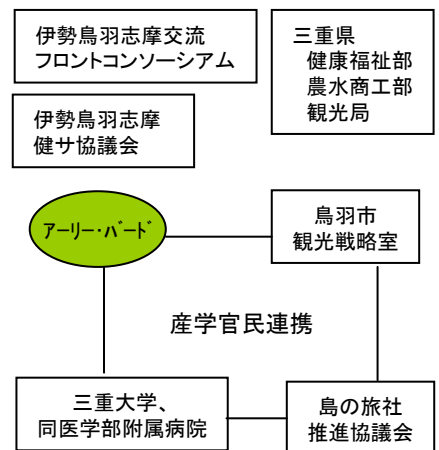 伊勢鳥羽志摩交流
フロントコンソーシアム
三重県
健康福祉部
農水商工部
観光局
伊勢鳥羽志摩
健サ協議会
ｱｰﾘｰ・ﾊﾞｰﾄﾞ
鳥羽市
観光戦略室
産学官民連携
三重大学、
同医学部附属病院
島の旅社
推進協議会